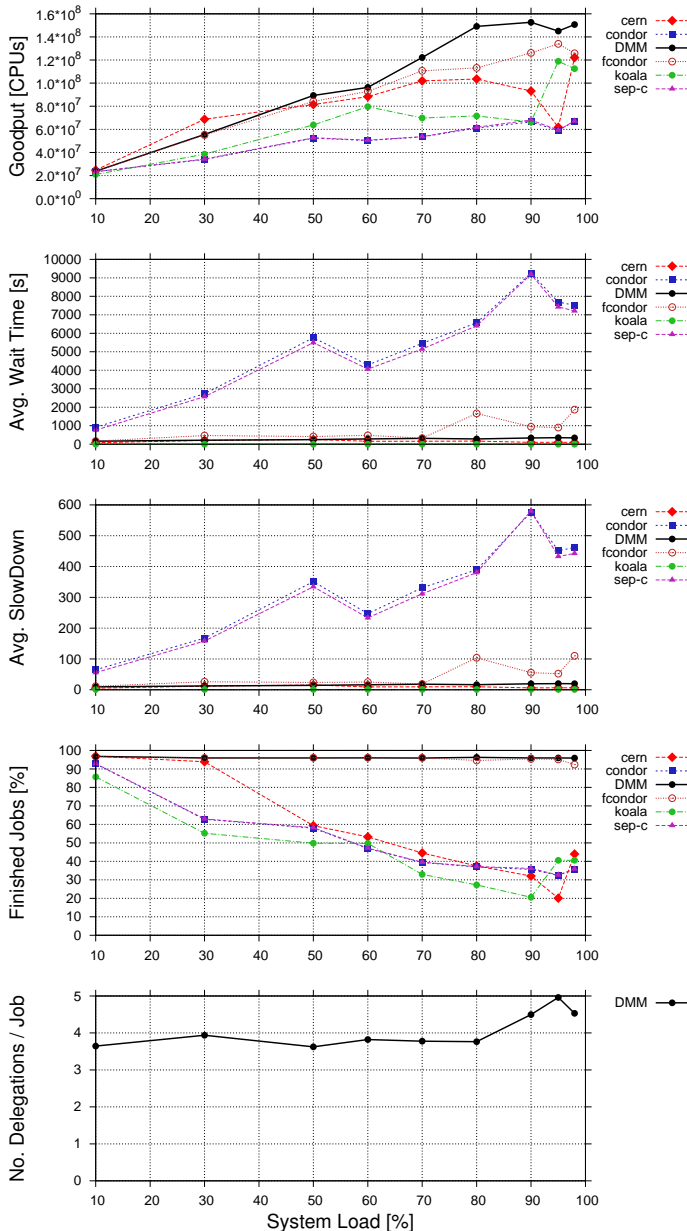 Goodput [CPUs]
1.6*10^8
1.4*10^8
1.2*10^8
1.0*10^8
8.0*10^7
6.0*10^7
4.0*10^7
2.0*10^7
0.0*10^0
10 20 30 40 50 60 70 80 90 100
cern
condor
DMM
fcondor
koala
sep-c
Avg. Wait Time [s]
10000
9000
8000
7000
6000
5000
4000
3000
2000
1000
0
10 20 30 40 50 60 70 80 90 100
cern
condor
DMM
fcondor
koala
sep-c
Avg. SlowDown
600
500
400
300
200
100
0
10 20 30 40 50 60 70 80 90 100
cern
condor
DMM
fcondor
koala
sep-c
Finished Jobs [%]
100
90
80
70
60
50
40
30
20
10
0
10 20 30 40 50 60 70 80 90 100
cern
condor
DMM
fcondor
koala
sep-c
No. Delegations / Job
5
4
3
2
1
0
10 20 30 40 50 60 70 80 90 100
DMM
System Load [%]